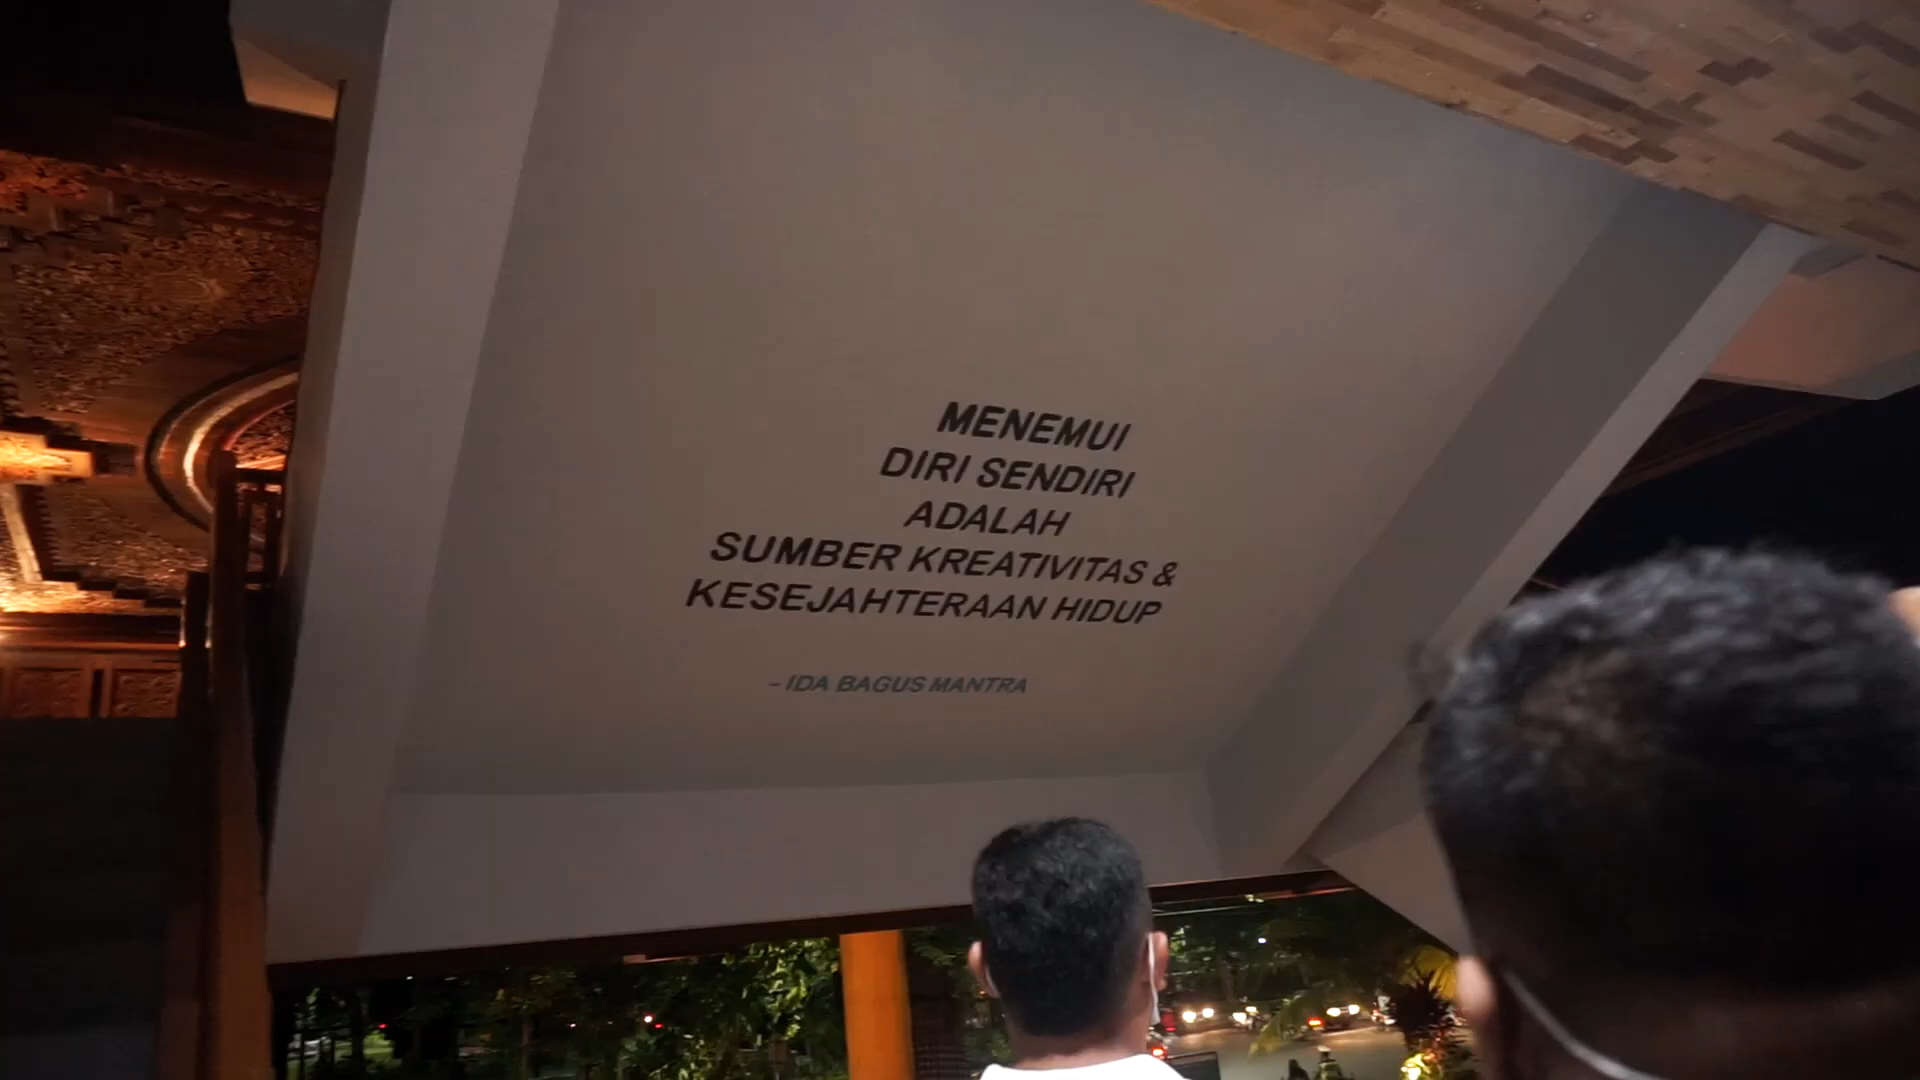 MENEMUI
DIRI SENDIRI
ADALAH
SUMBER KREATIVITAS &
KESEJAHTERAAN HIDUP
- IDA BAGUS MANTRA